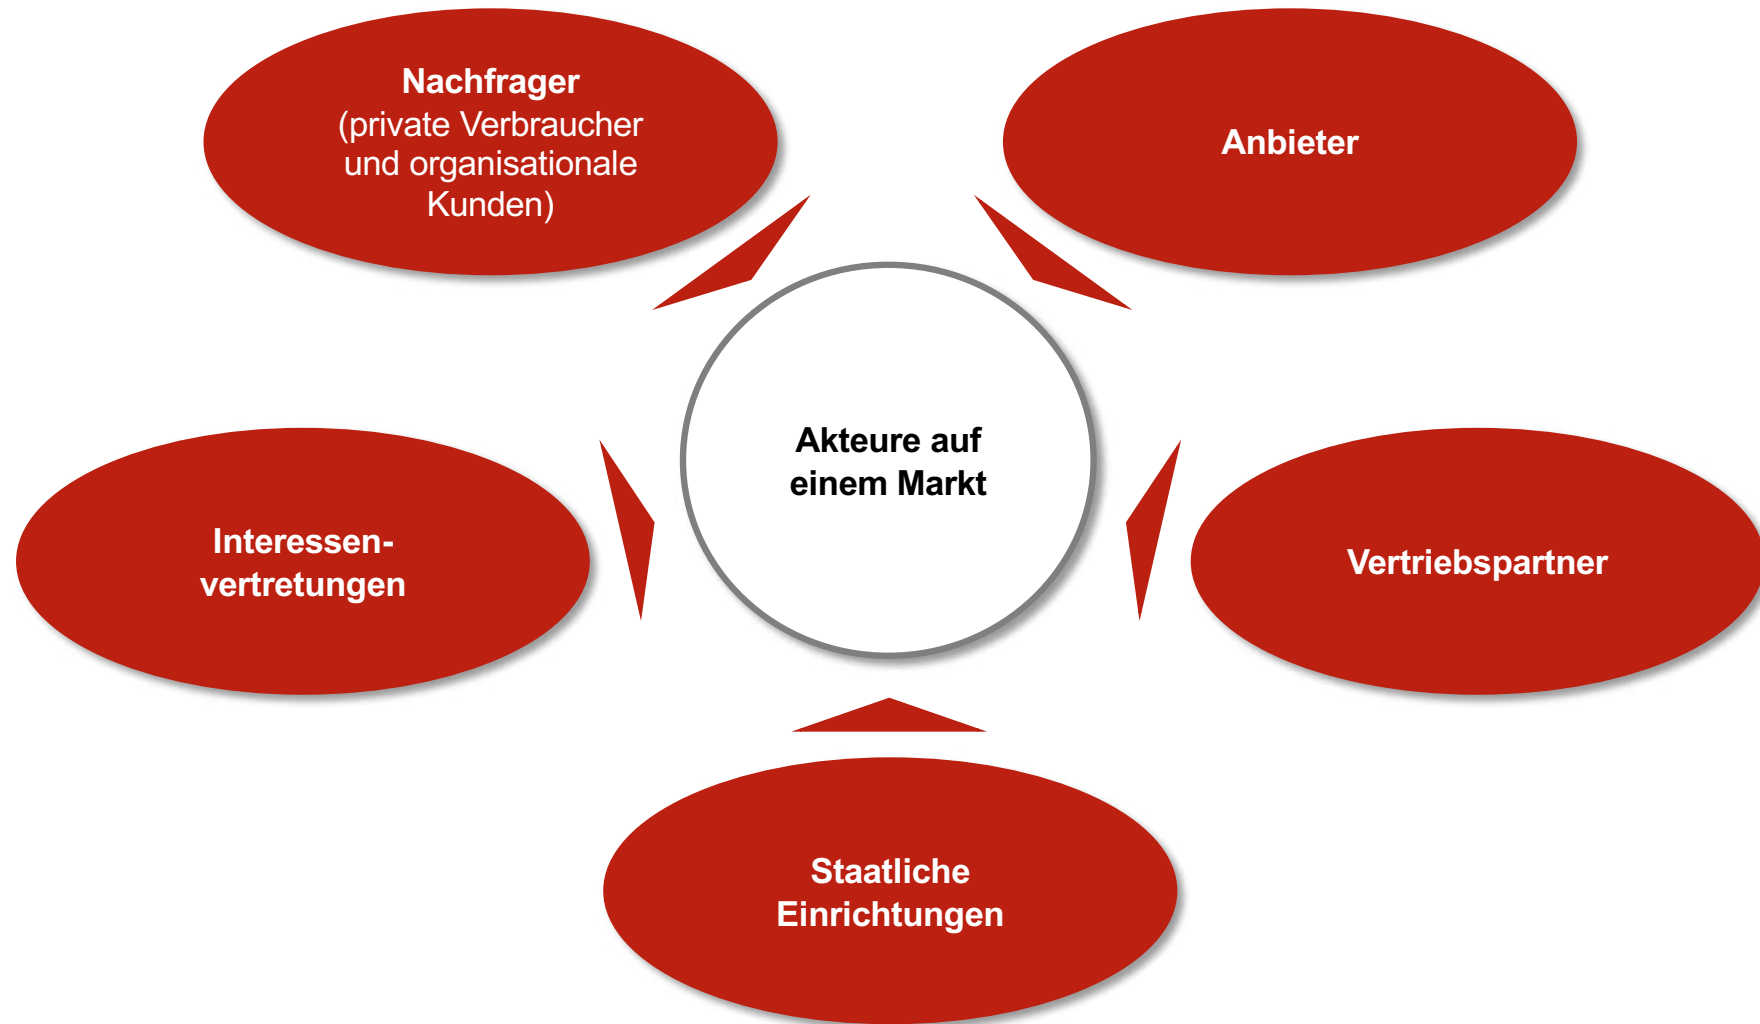 Nachfrager
(private Verbraucher
und organisationale
Kunden)
Anbieter
Akteure auf
einem Markt
Interessen-
vertretungen
Vertriebspartner
Staatliche
Einrichtungen